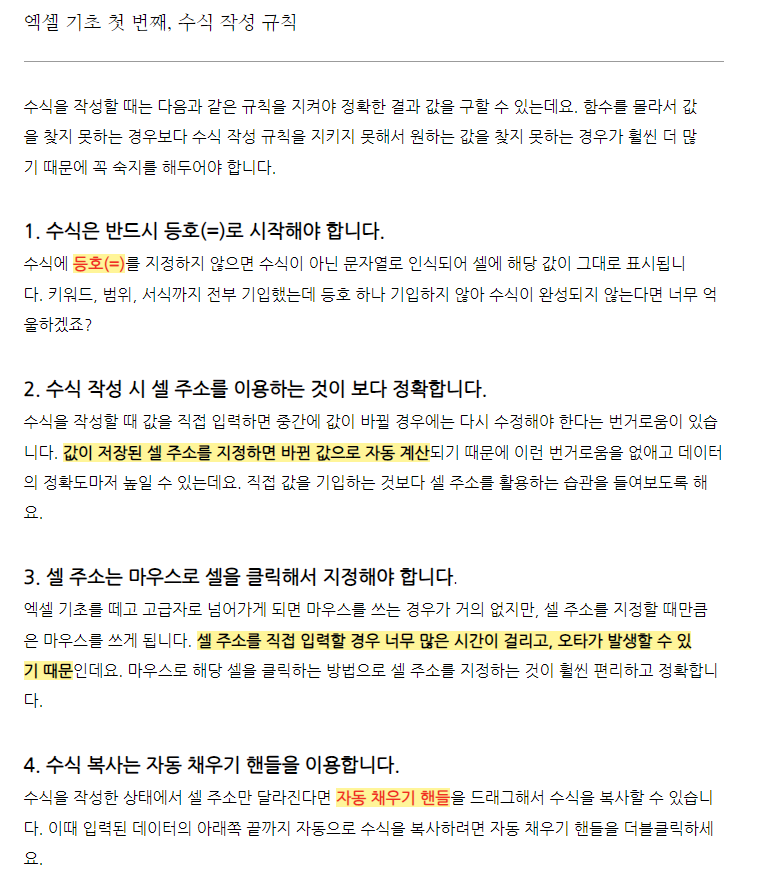 엑셀 기초 첫 번째, 수식 작성 규칙
수식을 작성할 때는 다음과 같은 규칙을 지켜야 정확한 결과 값을 구할 수 있는데요. 함수를 몰라서 값
을 찾지 못하는 경우보다 수식 작성 규칙을 지키지 못해서 원하는 값을 찾지 못하는 경우가 훨씬 더 많
기 때문에 꼭 숙지를 해두어야 합니다.
1. 수식은 반드시 등호(=)로 시작해야 합니다.
수식에 등호(=)를 지정하지 않으면 수식이 아닌 문자열로 인식되어 셀에 해당 값이 그대로 표시됩니
다. 키워드, 범위, 서식까지 전부 기입했는데 등호 하나 기입하지 않아 수식이 완성되지 않는다면 너무 억
울하겠죠?
2. 수식 작성 시 셀 주소를 이용하는 것이 보다 정확합니다.
수식을 작성할 때 값을 직접 입력하면 중간에 값이 바뀔 경우에는 다시 수정해야 한다는 번거로움이 있습
니다. 값이 저장된 셀 주소를 지정하면 바뀐 값으로 자동 계산되기 때문에 이런 번거로움을 없애고 데이터
의 정확도마저 높일 수 있는데요. 직접 값을 기입하는 것보다 셀 주소를 활용하는 습관을 들여보도록 해
요.
3. 셀 주소는 마우스로 셀을 클릭해서 지정해야 합니다.
엑셀 기초를 떼고 고급자로 넘어가게 되면 마우스를 쓰는 경우가 거의 없지만, 셀 주소를 지정할 때만큼
은 마우스를 쓰게 됩니다. 셀 주소를 직접 입력할 경우 너무 많은 시간이 걸리고, 오타가 발생할 수 있
기 때문인데요. 마우스로 해당 셀을 클릭하는 방법으로 셀 주소를 지정하는 것이 훨씬 편리하고 정확합니
다.
4. 수식 복사는 자동 채우기 핸들을 이용합니다.
수식을 작성한 상태에서 셀 주소만 달라진다면 자동 채우기 핸들을 드래그해서 수식을 복사할 수 있습니
다. 이때 입력된 데이터의 아래쪽 끝까지 자동으로 수식을 복사하려면 자동 채우기 핸들을 더블클릭하세
요.